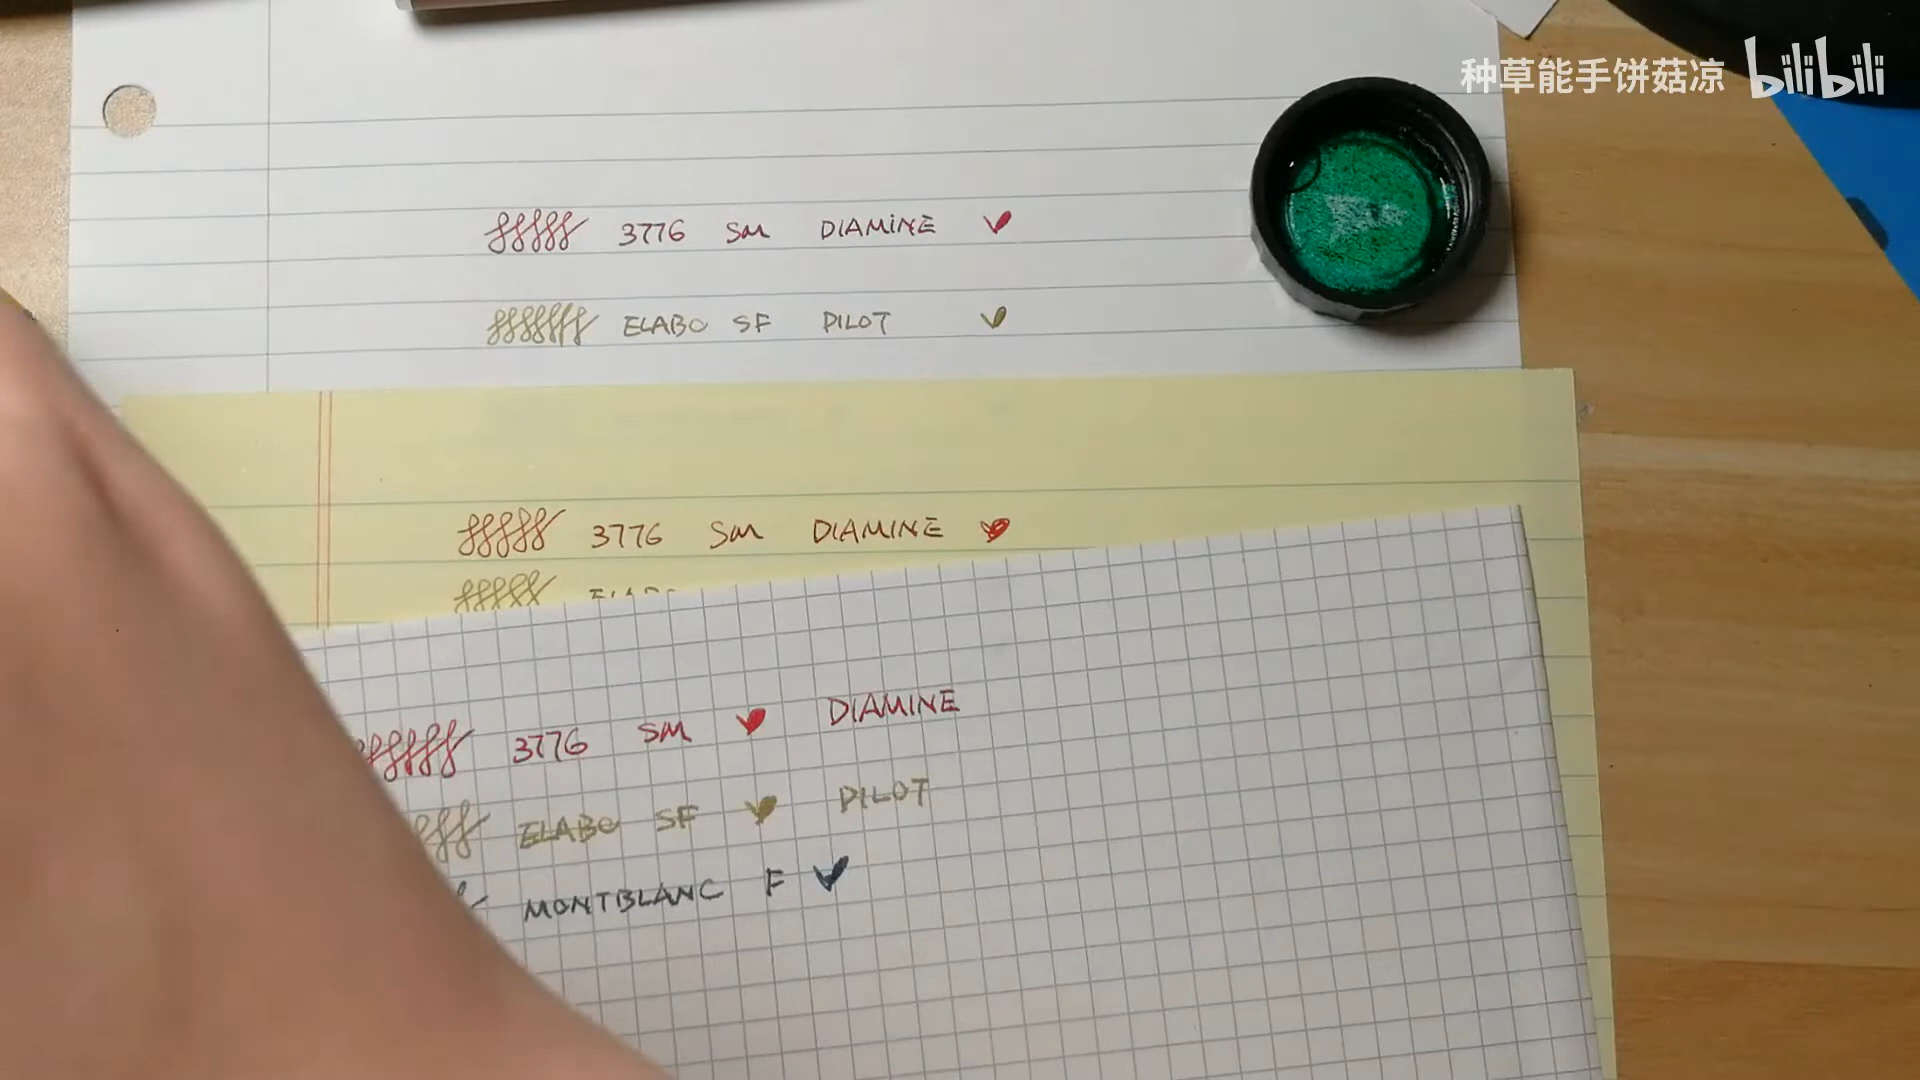 种草能手饼菇凉 bilibili
3776 SM DIAMINE
ELABO SF PILOT
3776 SM DIAMINE
3776 SM DIAMINE
ELABO SF PILOT
MONTBLANC F